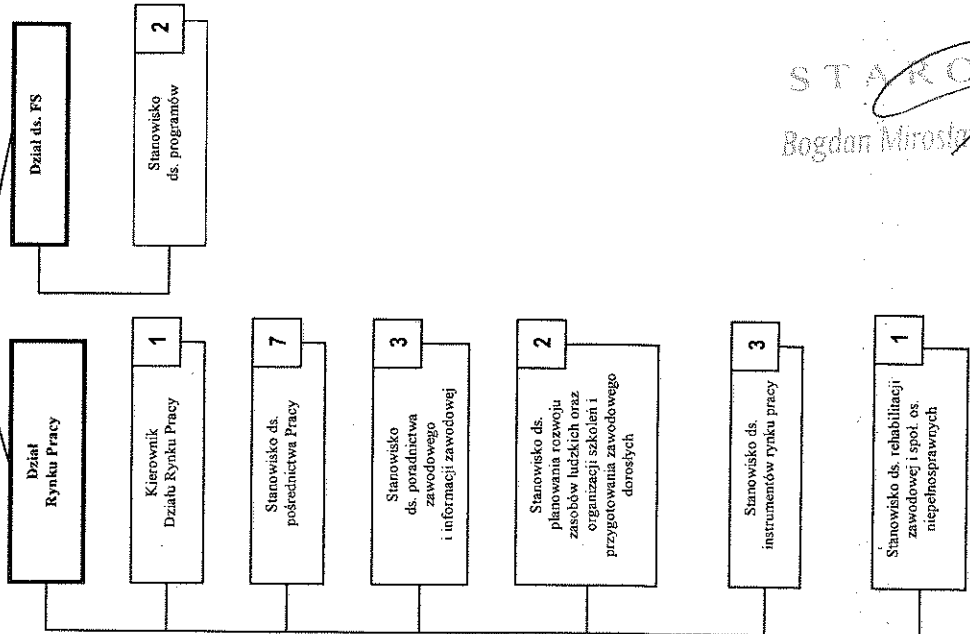 Dział
Rynku Pracy
1
Kierownik
Działu Rynku Pracy
7
Stanowisko ds.
pośrednictwa Pracy
3
Stanowisko
ds. poradnictwa
zawodowego
i informacji zawodowej
2
Stanowisko ds.
planowania rozwoju
zasobów ludzkich oraz
organizacji szkoleń i
przygotowania zawodowego
dorosłych
3
Stanowisko ds.
instrumentów rynku pracy
1
Stanowisko ds. rehabilitacji
zawodowej i społ. os.
niepełnosprawnych
Dział ds. FS
2
Stanowisko
ds. programów
Bogdan